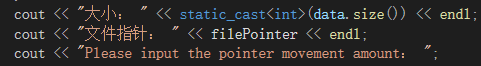 cout << "大小： " << static_cast<int>(data.size()) << endl;
cout << "文件指针： " << filePointer << endl;
cout << "Please input the pointer movement amount： ";